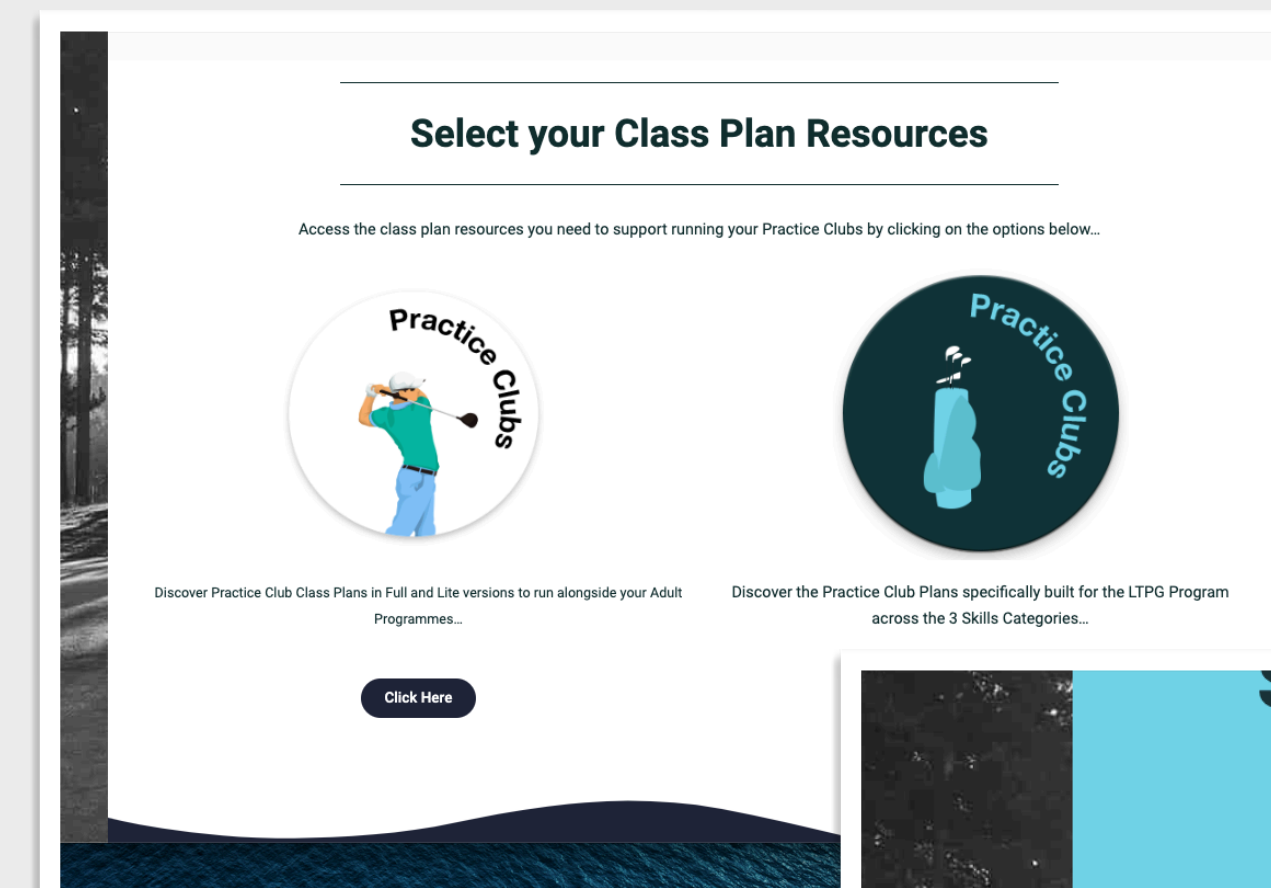 Select your Class Plan Resources
Access the class plan resources you need to support running your Practice Clubs by clicking on the options below…
Practice Clubs
Practice Clubs
Discover Practice Club Class Plans in Full and Lite versions to run alongside your Adult
Programmes…
Discover the Practice Club Plans specifically built for the LTPG Program
across the 3 Skills Categories…
Click Here